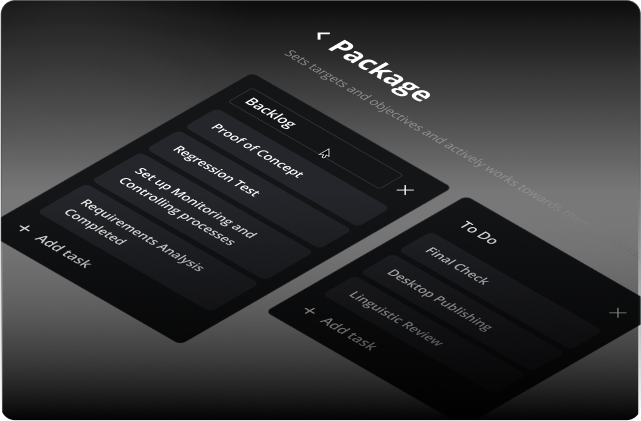 Package
Sets targets and objectives and actively works towards the
Backlog
Proof of Concept
Regression Test
Set up Monitoring and
Controlling processes
Requirements Analysis
Completed
Add task
To Do
Final Check
Desktop Publishing
Linguistic Review
Add task